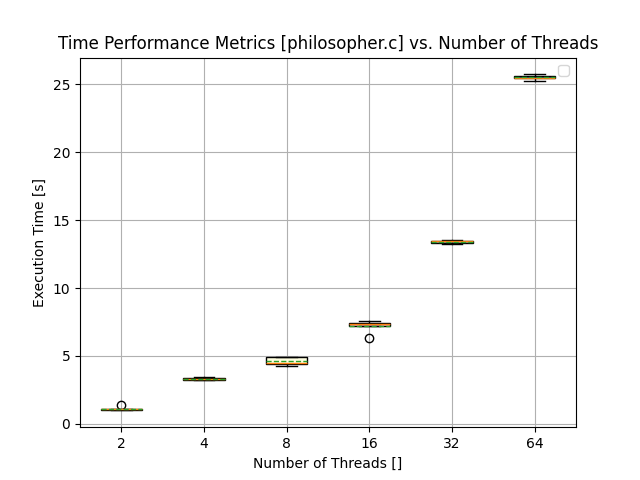 Time Performance Metrics [philosopher.c] vs. Number of Threads
25
20
15
10
5
0
Execution Time [s]
2 4 8 16 32 64
Number of Threads []